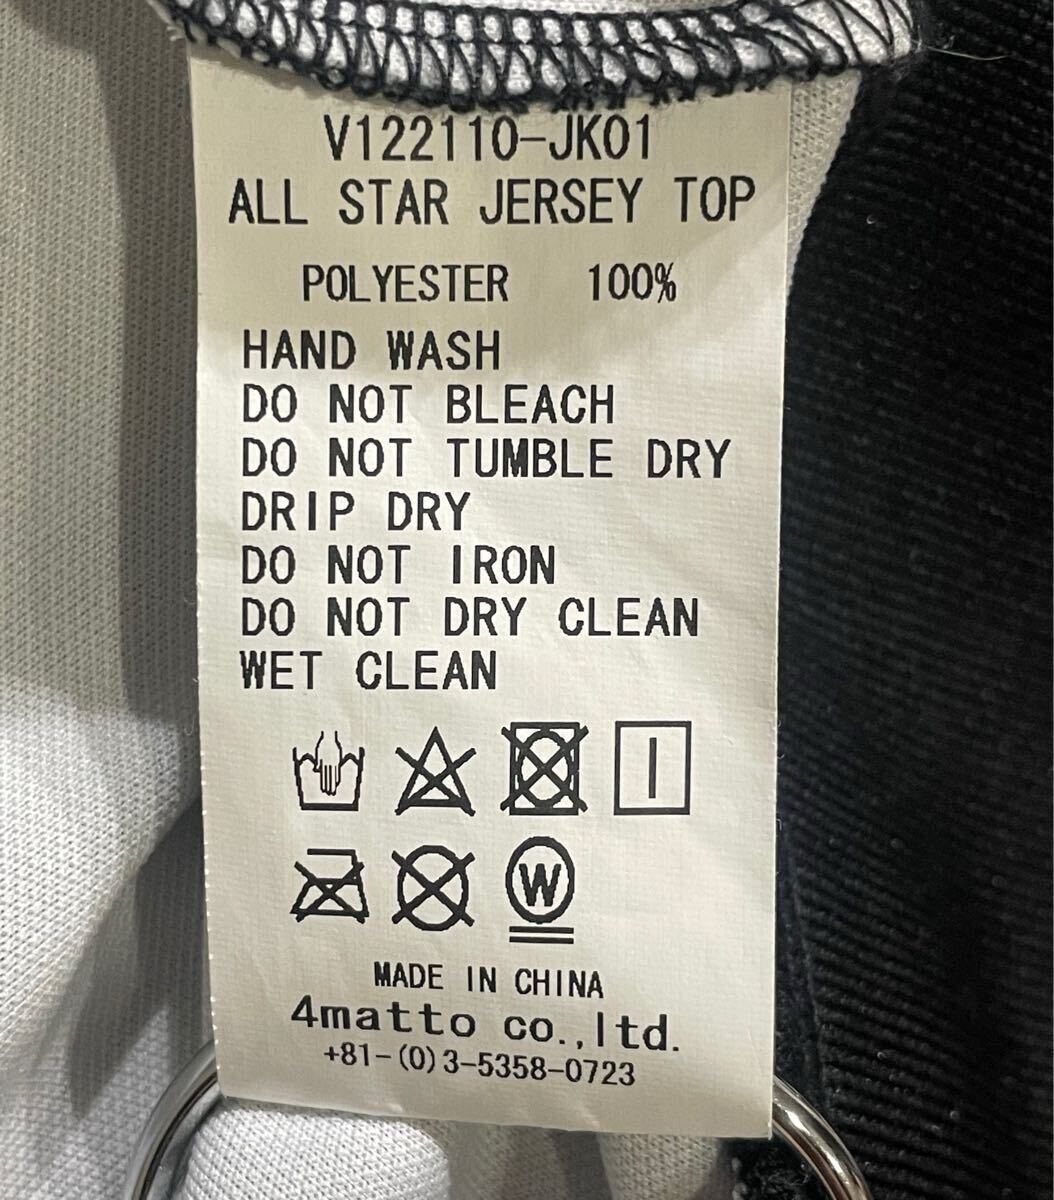 V122110-JK01
ALL STAR JERSEY TOP
POLYESTER 100%
HAND WASH
DO NOT BLEACH
DO NOT TUMBLE DRY
DRIP DRY
DO NOT IRON
DO NOT DRY CLEAN
WET CLEAN
W
MADE IN CHINA
4matto co.,ltd.
+81-(0)3-5358-0723